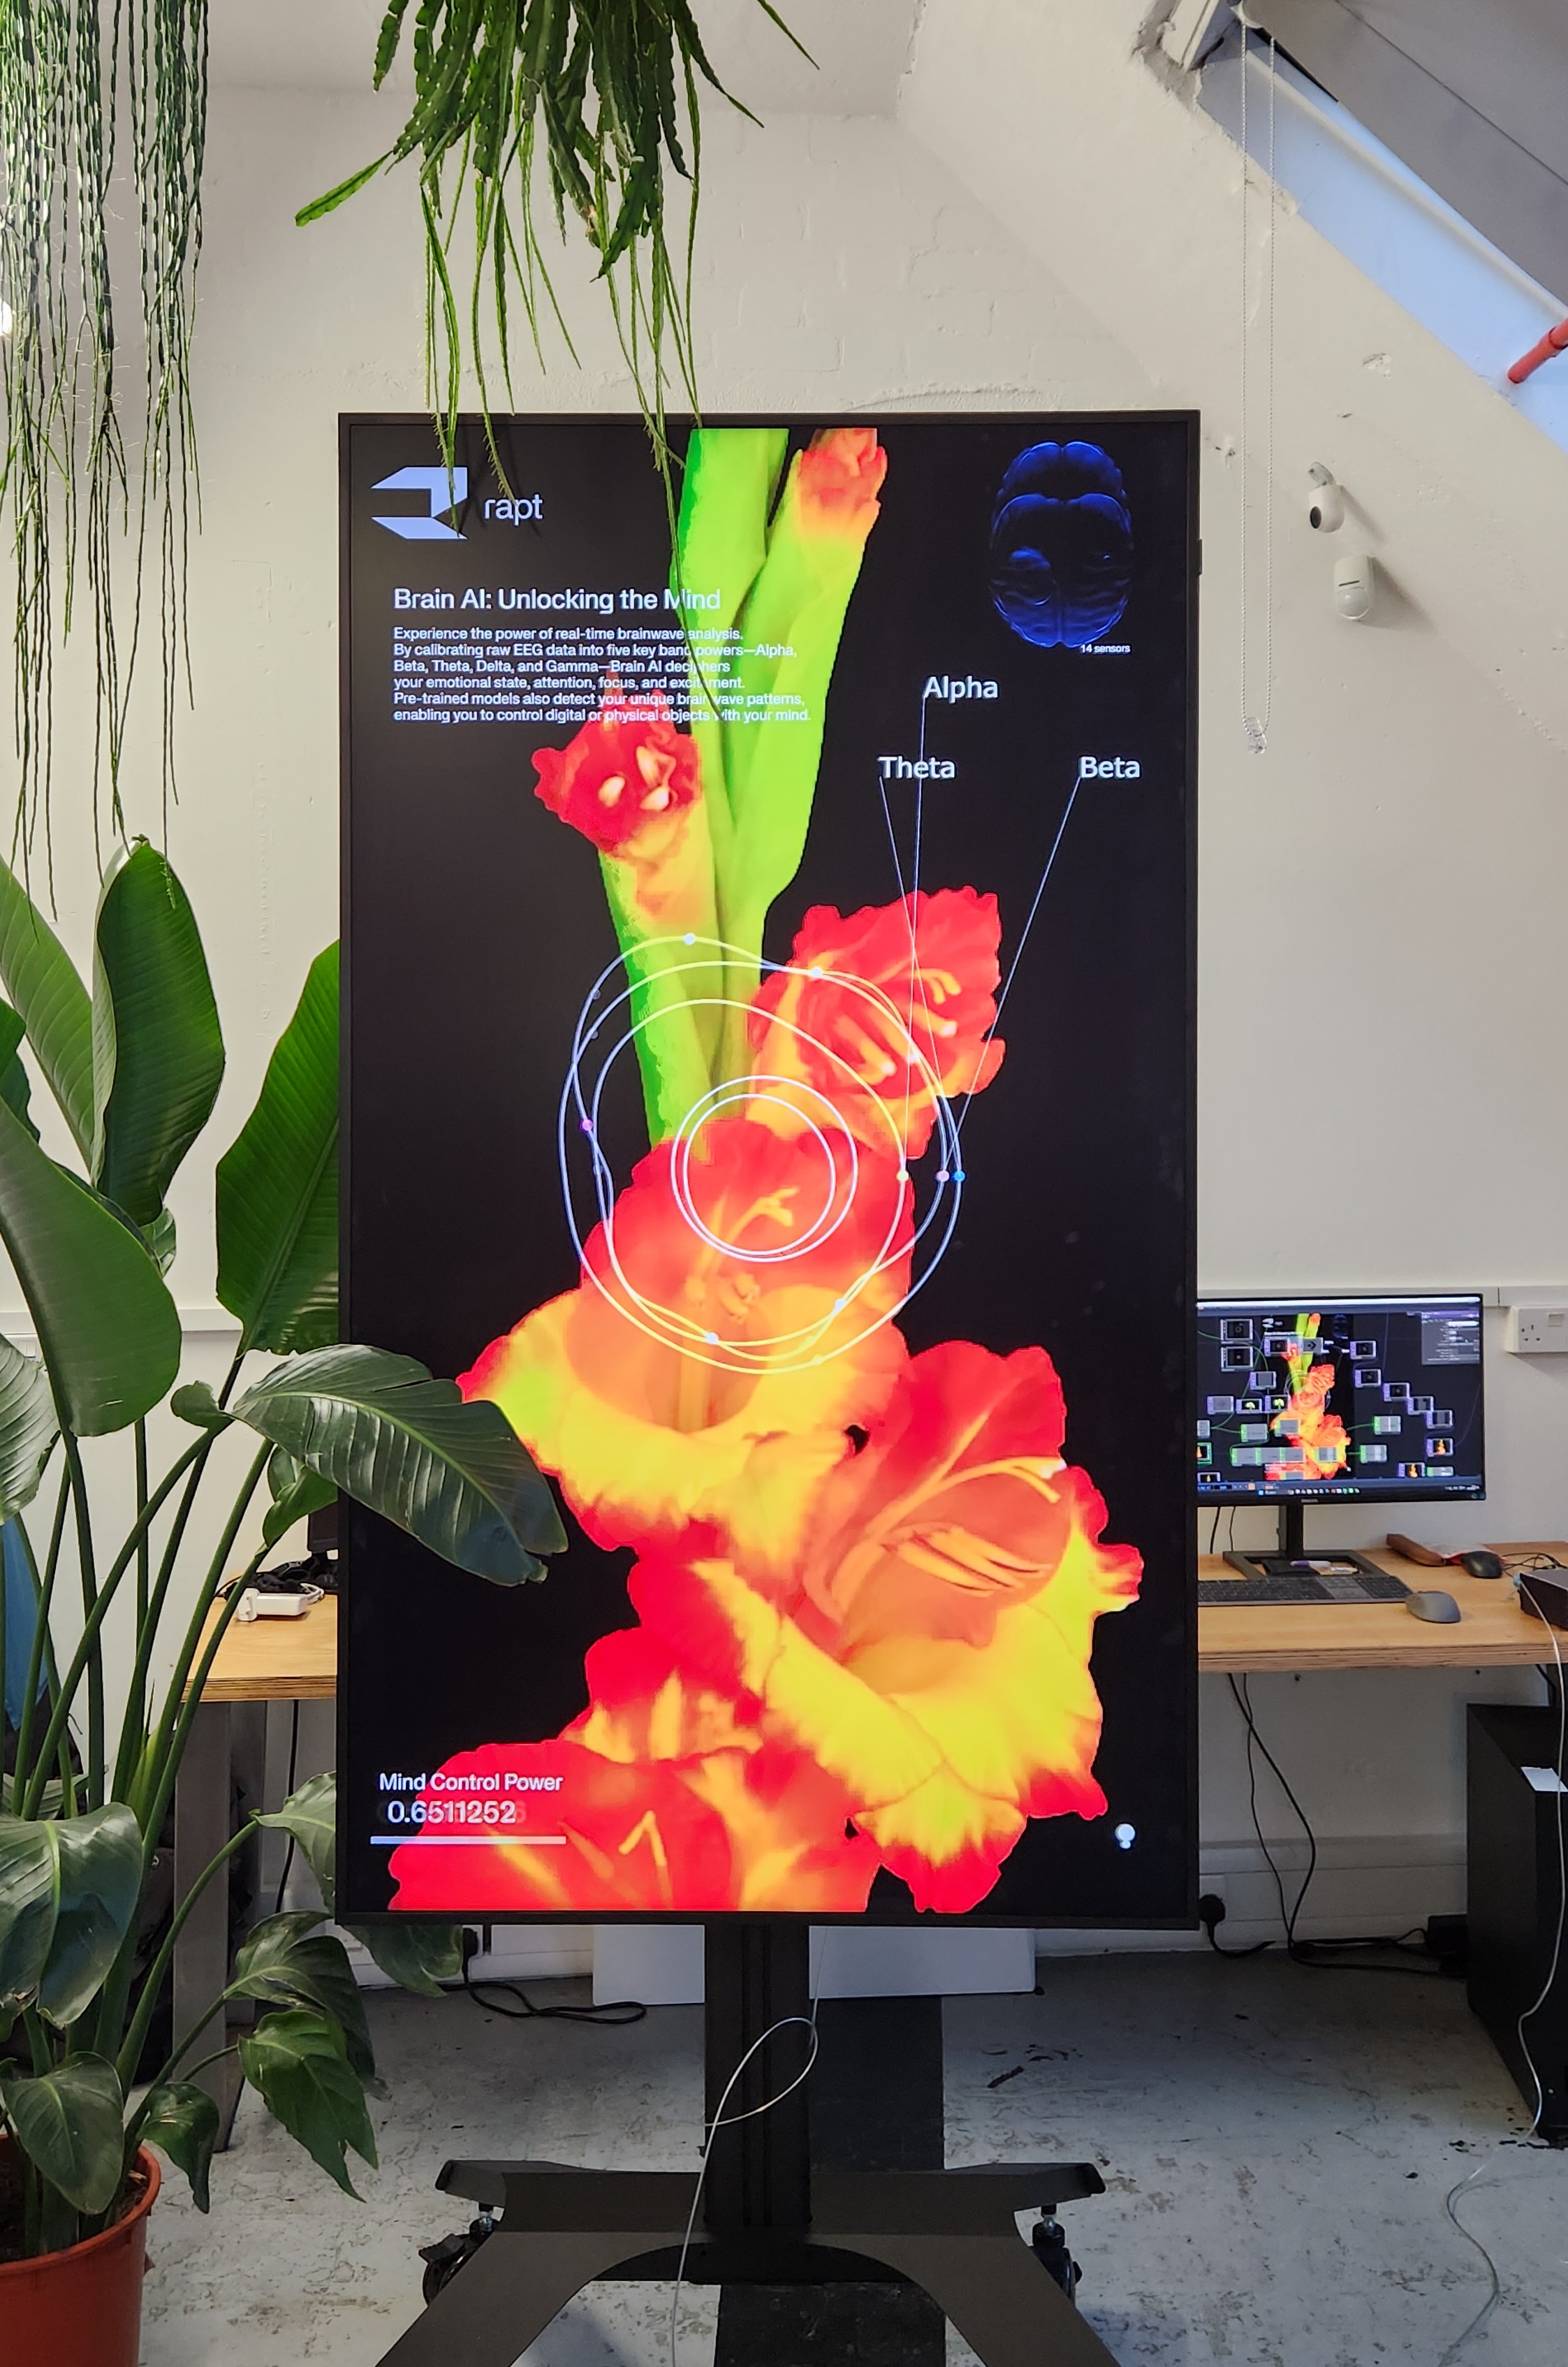 rapt
Brain AI: Unlocking the Mind
Experience the power of real-time brainwave analysis.
By calibrating raw EEG data into five key band powers—Alpha,
Beta, Theta, Delta, and Gamma—Brain AI deciphers
your emotional state, attention, focus, and excitement.
Pre-trained models also detect your unique brainwave patterns,
enabling you to control digital or physical objects with your mind.
14 sensors
Alpha
Theta
Beta
Mind Control Power
0.6511252